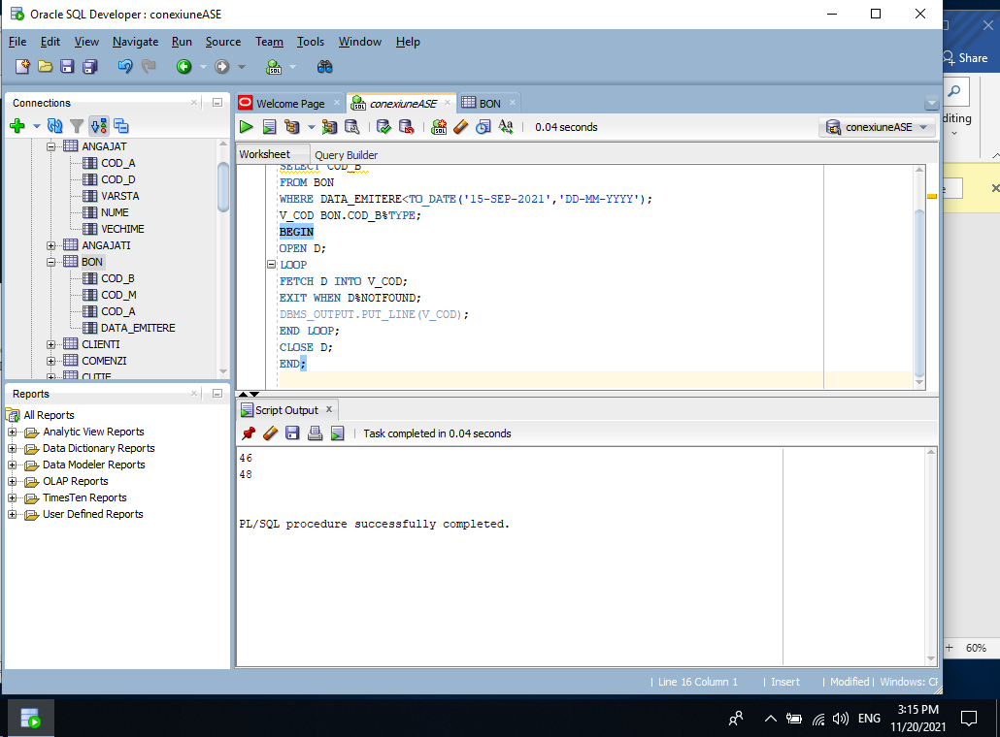 Oracle SQL Developer : conexiuneASE
File Edit View Navigate Run Source Team Tools Window Help
Share
Connections
ANGAJAT
COD_A
COD_D
VARSTA
NUME
VECHIME
ANGAJATI
BON
COD_B
COD_M
COD_A
DATA_EMITERE
CLIENTI
COMENZI
CUTIE
Reports
All Reports
Analytic View Reports
Data Dictionary Reports
Data Modeler Reports
OLAP Reports
TimesTen Reports
User Defined Reports
Welcome Page conexiuneASE BON
SQL 0.04 seconds conexiuneASE
Worksheet Query Builder
SELECT COD_B
FROM BON
WHERE DATA_EMITERE<TO_DATE('15-SEP-2021','DD-MM-YYYY');
V_COD BON.COD_B%TYPE;
BEGIN
OPEN D;
LOOP
FETCH D INTO V_COD;
EXIT WHEN D%NOTFOUND;
DBMS_OUTPUT.PUT_LINE(V_COD);
END LOOP;
CLOSE D;
END;
Script Output
Task completed in 0.04 seconds
46
48
PL/SQL procedure successfully completed.
diting
e
60%
Line 16 Column 1 Insert Modified Windows: CR
ENG
3:15 PM
11/20/2021